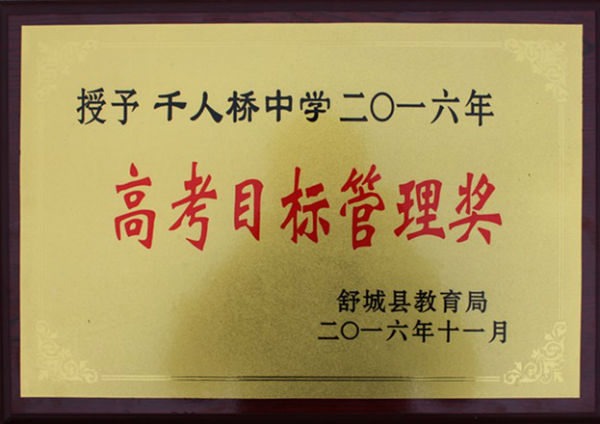 授予 千人桥中学 二〇一六年
高考目标管理奖
舒城县教育局
二〇一六年十一月